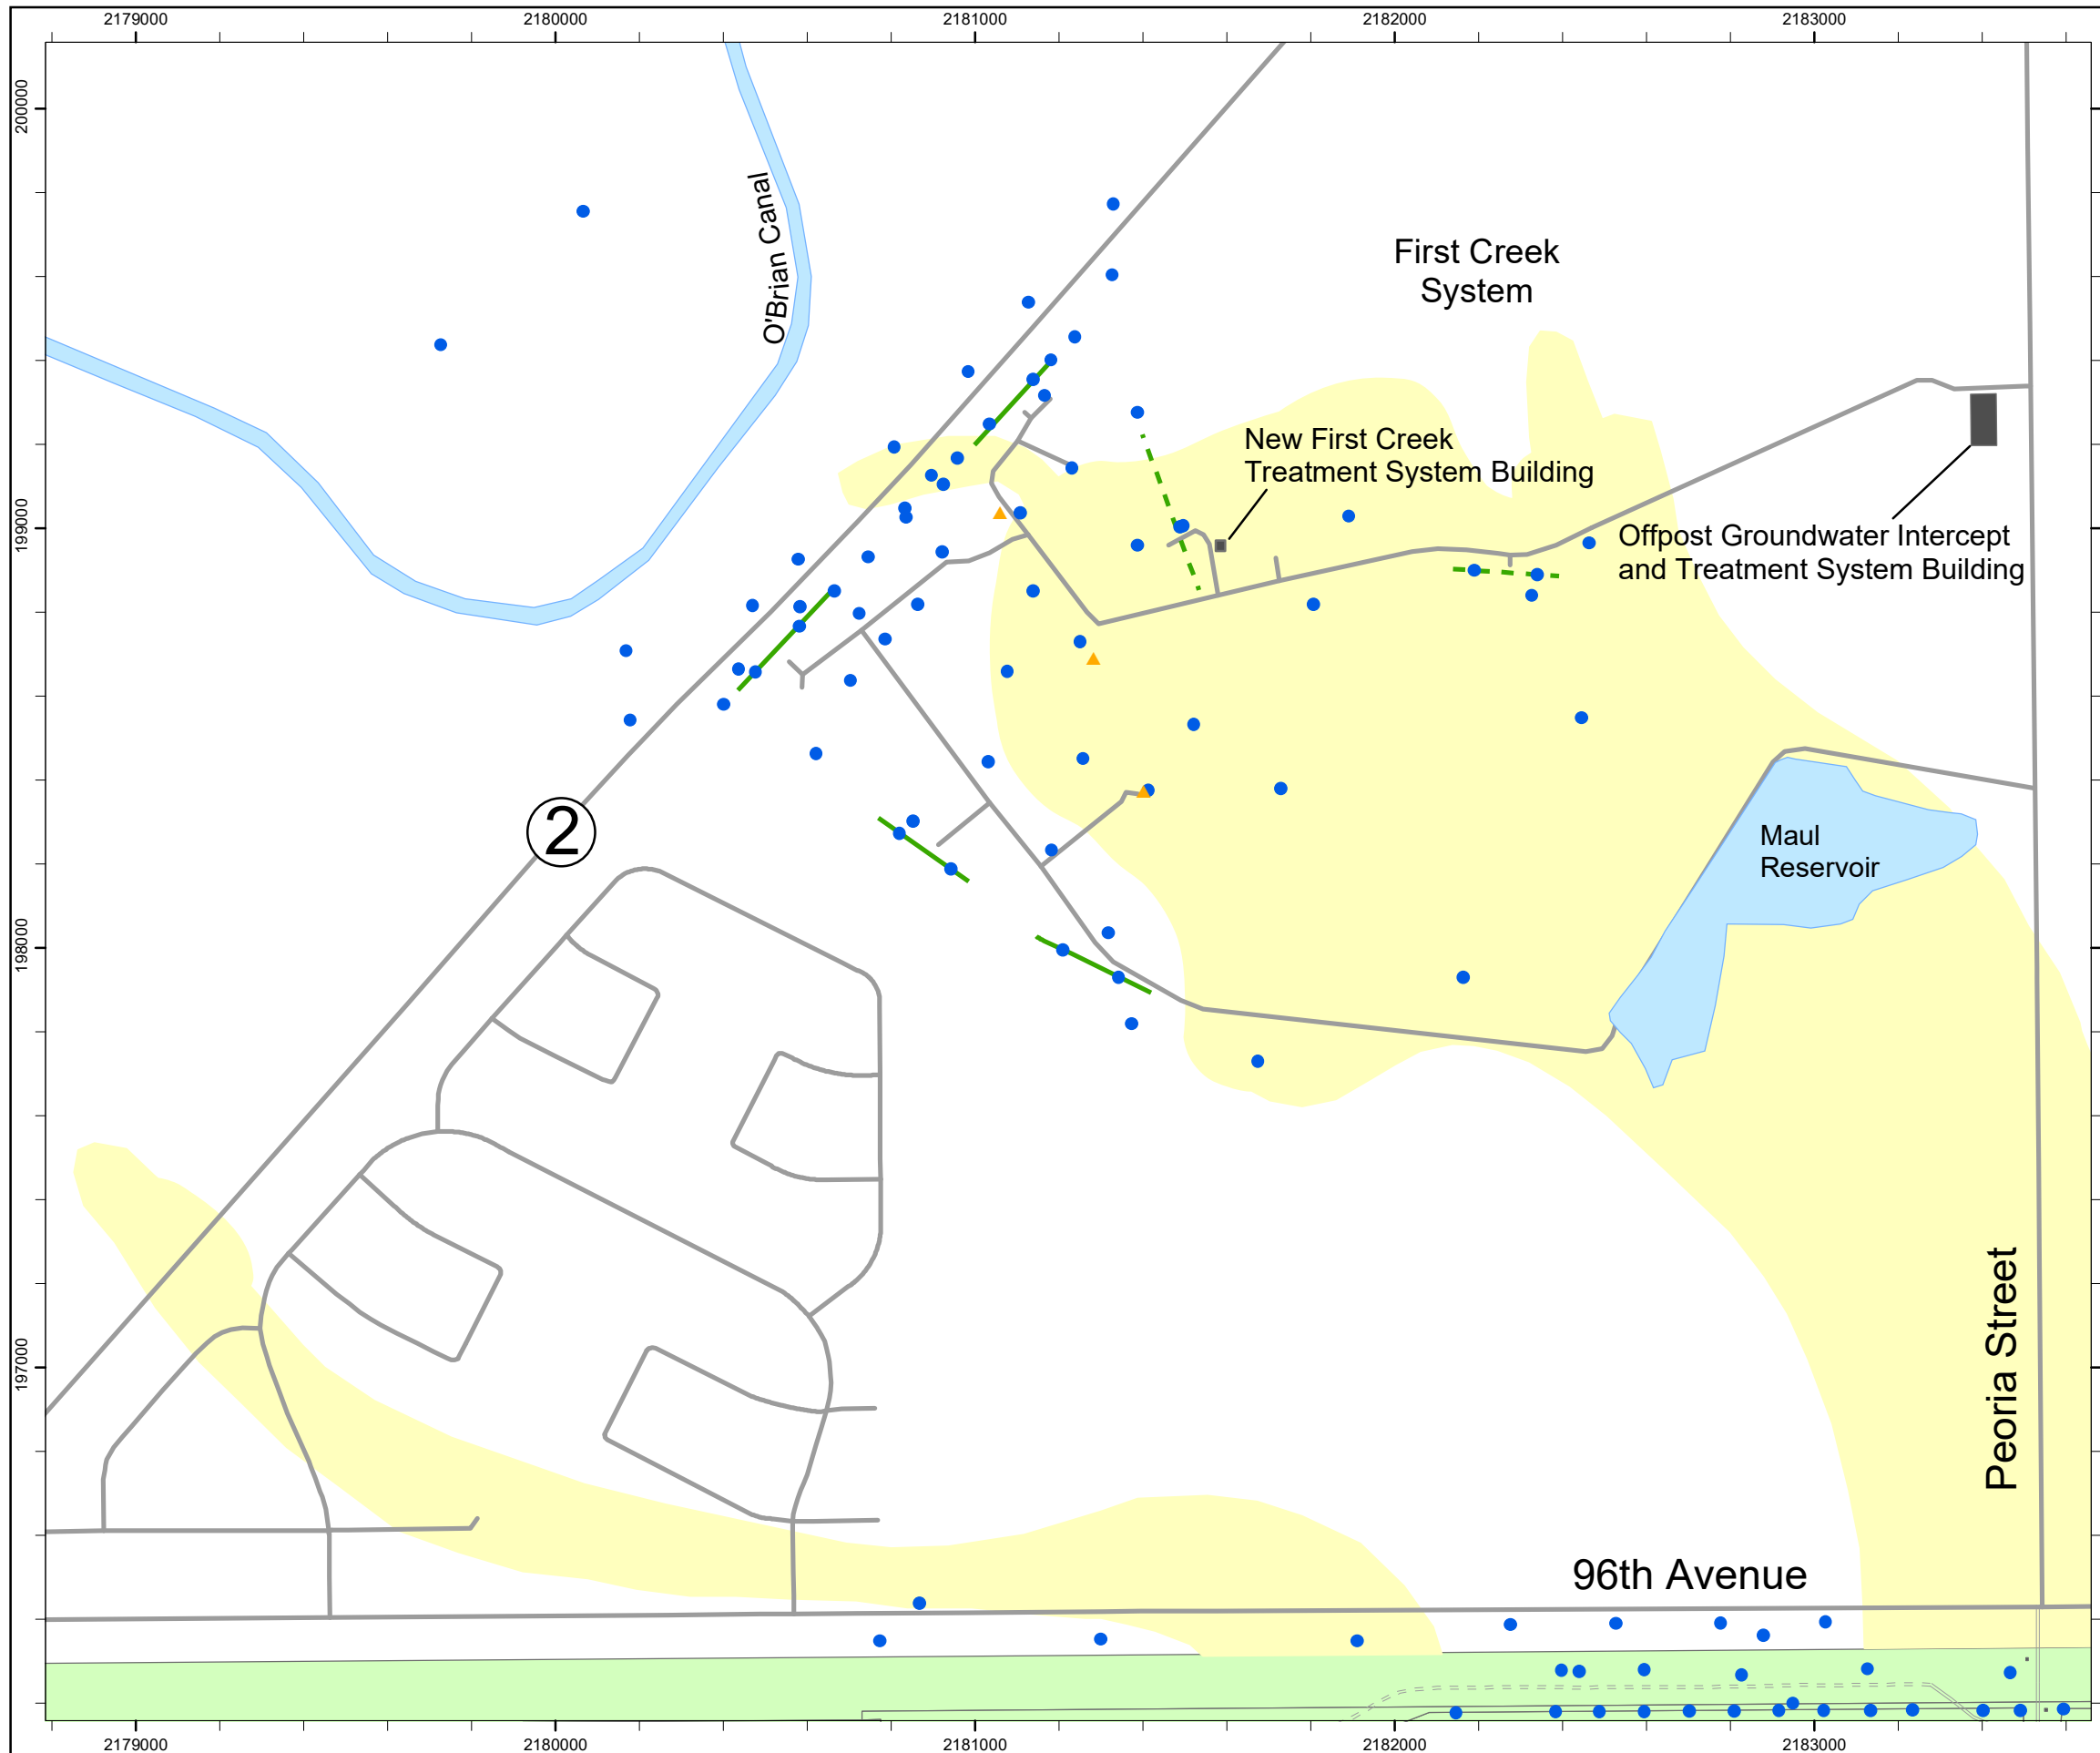 2179000 2180000 2181000 2182000 2183000
200000
O'Brian Canal
First Creek
System
New First Creek
Treatment System Building
199000
Offpost Groundwater Intercept
and Treatment System Building
2
Maul
Reservoir
198000
197000
Peoria Street
96th Avenue
2179000 2180000 2181000 2182000 2183000